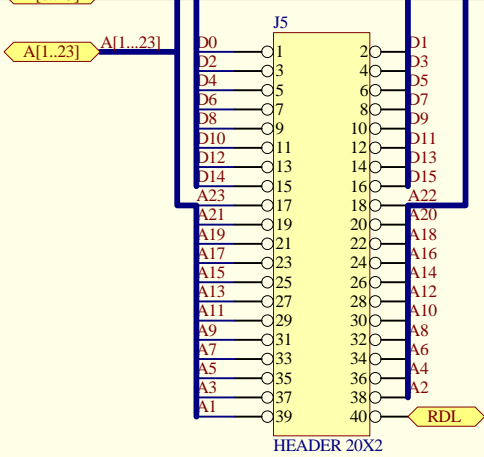 J5
A[1..23] A[1...23]
D0 1 2 D1
D2 3 4 D3
D4 5 6 D5
D6 7 8 D7
D8 9 10 D9
D10 11 12 D11
D12 13 14 D13
D14 15 16 D15
A23 17 18 A22
A21 19 20 A20
A19 21 22 A18
A17 23 24 A16
A15 25 26 A14
A13 27 28 A12
A11 29 30 A10
A9 31 32 A8
A7 33 34 A6
A5 35 36 A4
A3 37 38 A2
A1 39 40 RDL
HEADER 20X2